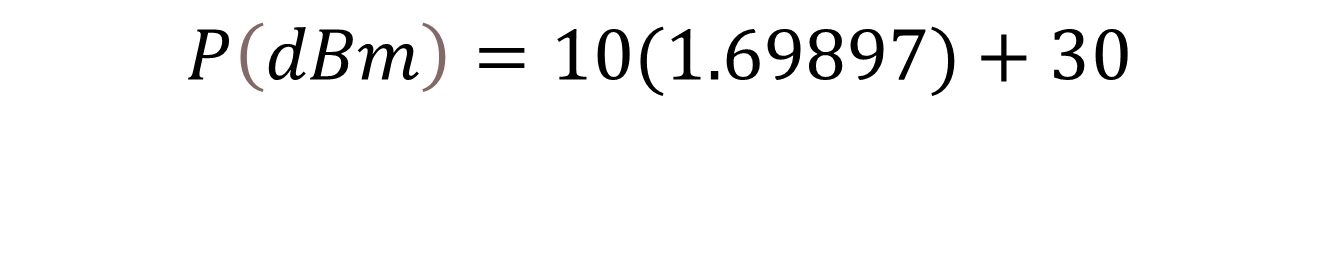 P(dBm) = 10(1.69897) + 30